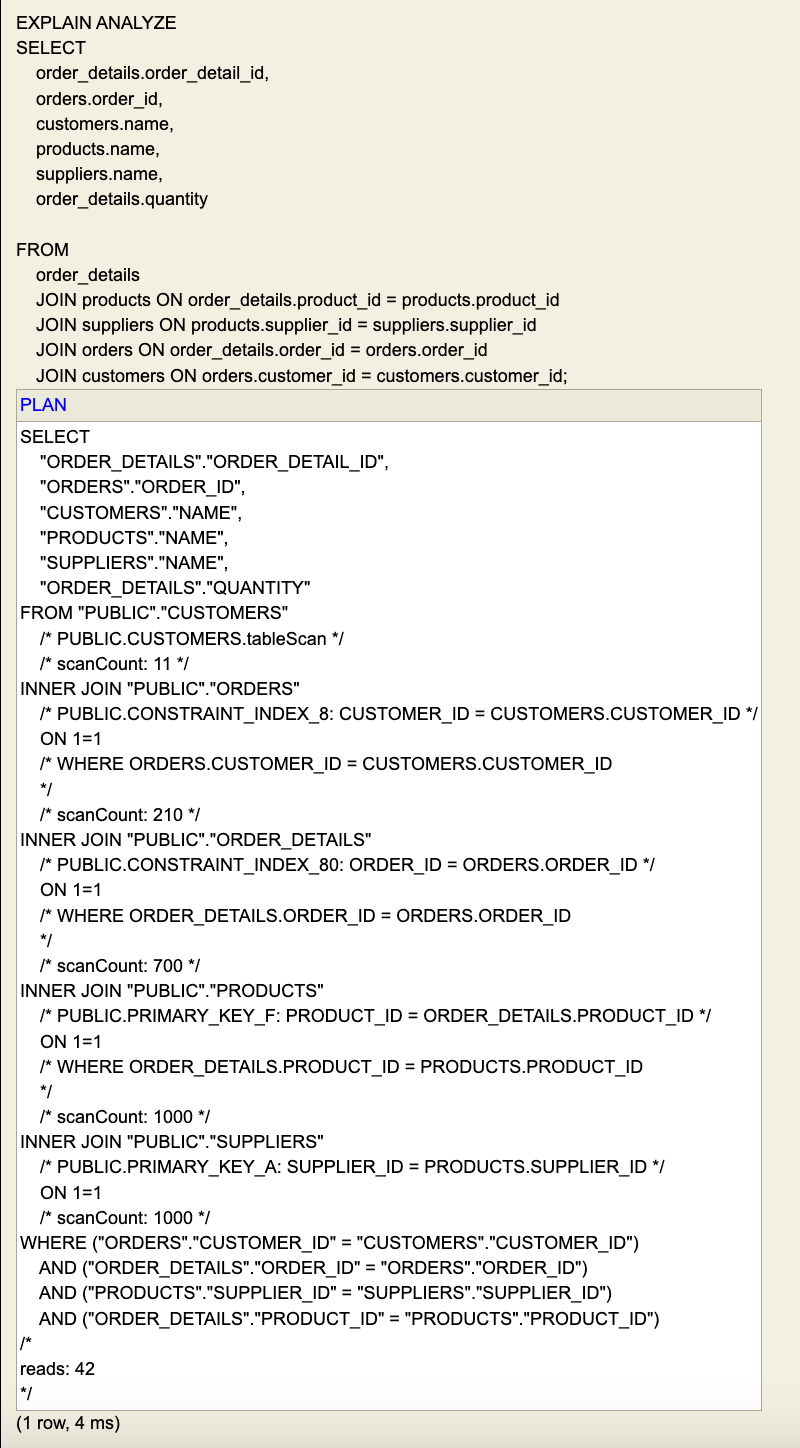 EXPLAIN ANALYZE
SELECT
order_details.order_detail_id,
orders.order_id,
customers.name,
products.name,
suppliers.name,
order_details.quantity
FROM
order_details
JOIN products ON order_details.product_id = products.product_id
JOIN suppliers ON products.supplier_id = suppliers.supplier_id
JOIN orders ON order_details.order_id = orders.order_id
JOIN customers ON orders.customer_id = customers.customer_id;
PLAN
SELECT
"ORDER_DETAILS"."ORDER_DETAIL_ID",
"ORDERS"."ORDER_ID",
"CUSTOMERS"."NAME",
"PRODUCTS"."NAME",
"SUPPLIERS"."NAME",
"ORDER_DETAILS"."QUANTITY"
FROM "PUBLIC"."CUSTOMERS"
/* PUBLIC.CUSTOMERS.tableScan */
/* scanCount: 11 */
INNER JOIN "PUBLIC"."ORDERS"
/* PUBLIC.CONSTRAINT_INDEX_8: CUSTOMER_ID = CUSTOMERS.CUSTOMER_ID */
ON 1=1
/* WHERE ORDERS.CUSTOMER_ID = CUSTOMERS.CUSTOMER_ID
*/
/* scanCount: 210 */
INNER JOIN "PUBLIC"."ORDER_DETAILS"
/* PUBLIC.CONSTRAINT_INDEX_80: ORDER_ID = ORDERS.ORDER_ID */
ON 1=1
/* WHERE ORDER_DETAILS.ORDER_ID = ORDERS.ORDER_ID
*/
/* scanCount: 700 */
INNER JOIN "PUBLIC"."PRODUCTS"
/* PUBLIC.PRIMARY_KEY_F: PRODUCT_ID = ORDER_DETAILS.PRODUCT_ID */
ON 1=1
/* WHERE ORDER_DETAILS.PRODUCT_ID = PRODUCTS.PRODUCT_ID
*/
/* scanCount: 1000 */
INNER JOIN "PUBLIC"."SUPPLIERS"
/* PUBLIC.PRIMARY_KEY_A: SUPPLIER_ID = PRODUCTS.SUPPLIER_ID */
ON 1=1
/* scanCount: 1000 */
WHERE ("ORDERS"."CUSTOMER_ID" = "CUSTOMERS"."CUSTOMER_ID")
AND ("ORDER_DETAILS"."ORDER_ID" = "ORDERS"."ORDER_ID")
AND ("PRODUCTS"."SUPPLIER_ID" = "SUPPLIERS"."SUPPLIER_ID")
AND ("ORDER_DETAILS"."PRODUCT_ID" = "PRODUCTS"."PRODUCT_ID")
/*
reads: 42
*/
(1 row, 4 ms)